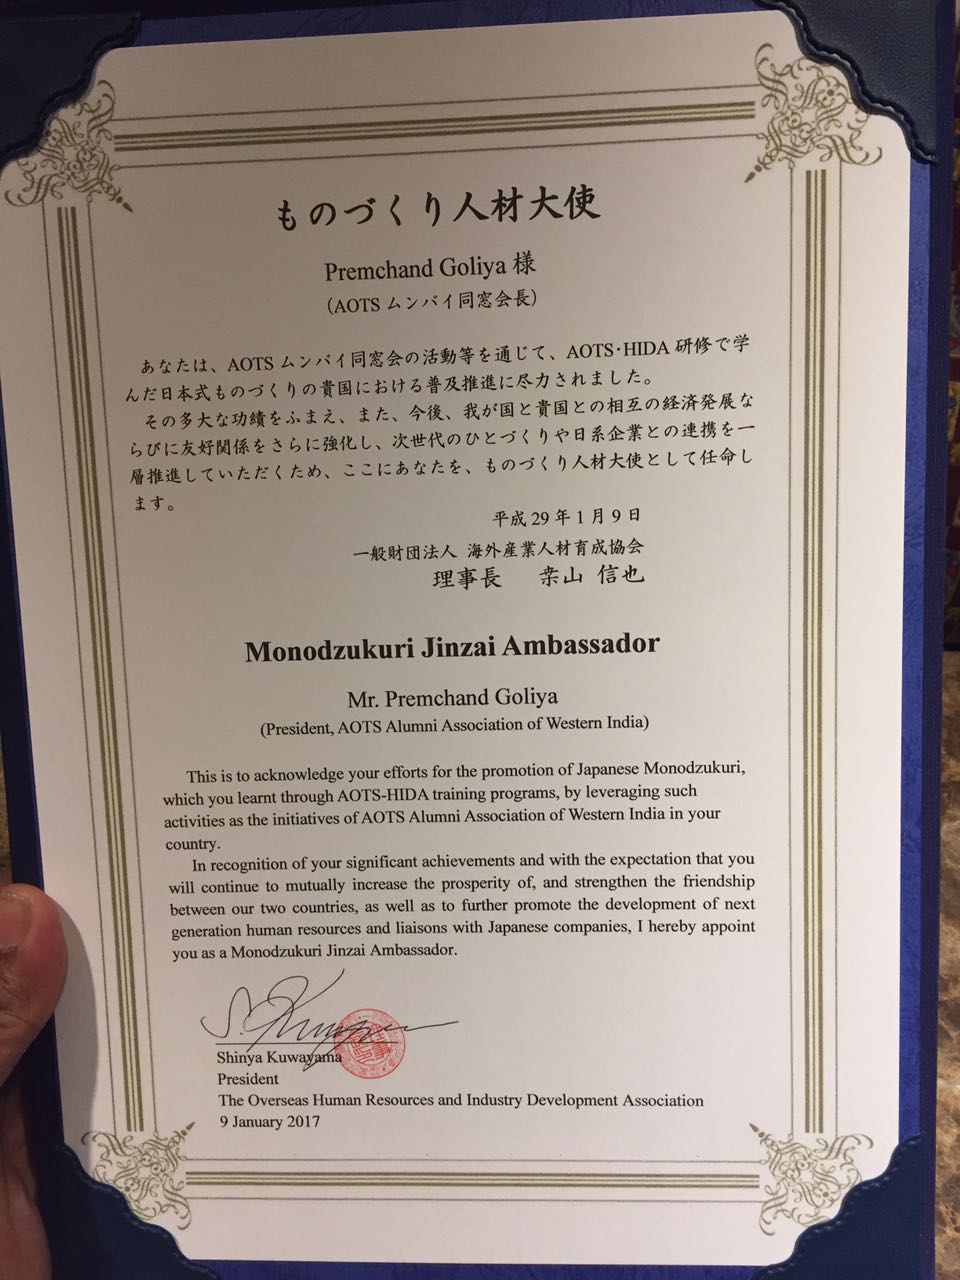 ものづくり人材大使
Premchand Goliya 様
（AOTS ムンバイ同窓会長）
あなたは、AOTS ムンバイ同窓会の活動等を通じて、AOTS・HIDA 研修で学
んだ日本式ものづくりの貴国における普及推進に尽力されました。
その多大な功績をふまえ、また、今後、我が国と貴国との相互の経済発展な
らびに友好関係をさらに強化し、次世代のひとづくりや日系企業との連携を一
層推進していただくため、ここにあなたを、ものづくり人材大使として任命し
ます。
平成 29 年 1 月 9 日
一般財団法人 海外産業人材育成協会
理事長 桒山 信也
Monodzukuri Jinzai Ambassador
Mr. Premchand Goliya
(President, AOTS Alumni Association of Western India)
This is to acknowledge your efforts for the promotion of Japanese Monodzukuri,
which you learnt through AOTS-HIDA training programs, by leveraging such
activities as the initiatives of AOTS Alumni Association of Western India in your
country.
In recognition of your significant achievements and with the expectation that you
will continue to mutually increase the prosperity of, and strengthen the friendship
between our two countries, as well as to further promote the development of next
generation human resources and liaisons with Japanese companies, I hereby appoint
you as a Monodzukuri Jinzai Ambassador.
Shinya Kuwayama
President
The Overseas Human Resources and Industry Development Association
9 January 2017